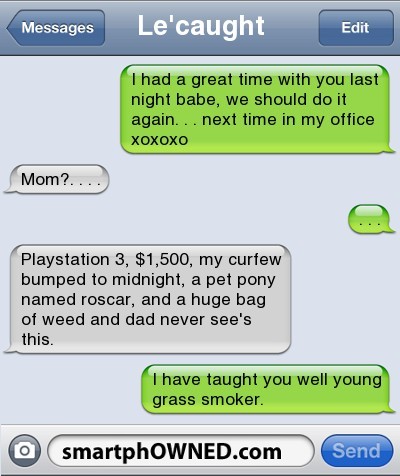 Messages
Le'caught
Edit
I had a great time with you last
night babe, we should do it
again. . . next time in my office
xoxoxo
Mom?. . . .
. . .
Playstation 3, $1,500, my curfew
bumped to midnight, a pet pony
named roscar, and a huge bag
of weed and dad never see's
this.
I have taught you well young
grass smoker.
smartphOWNED.com
Send